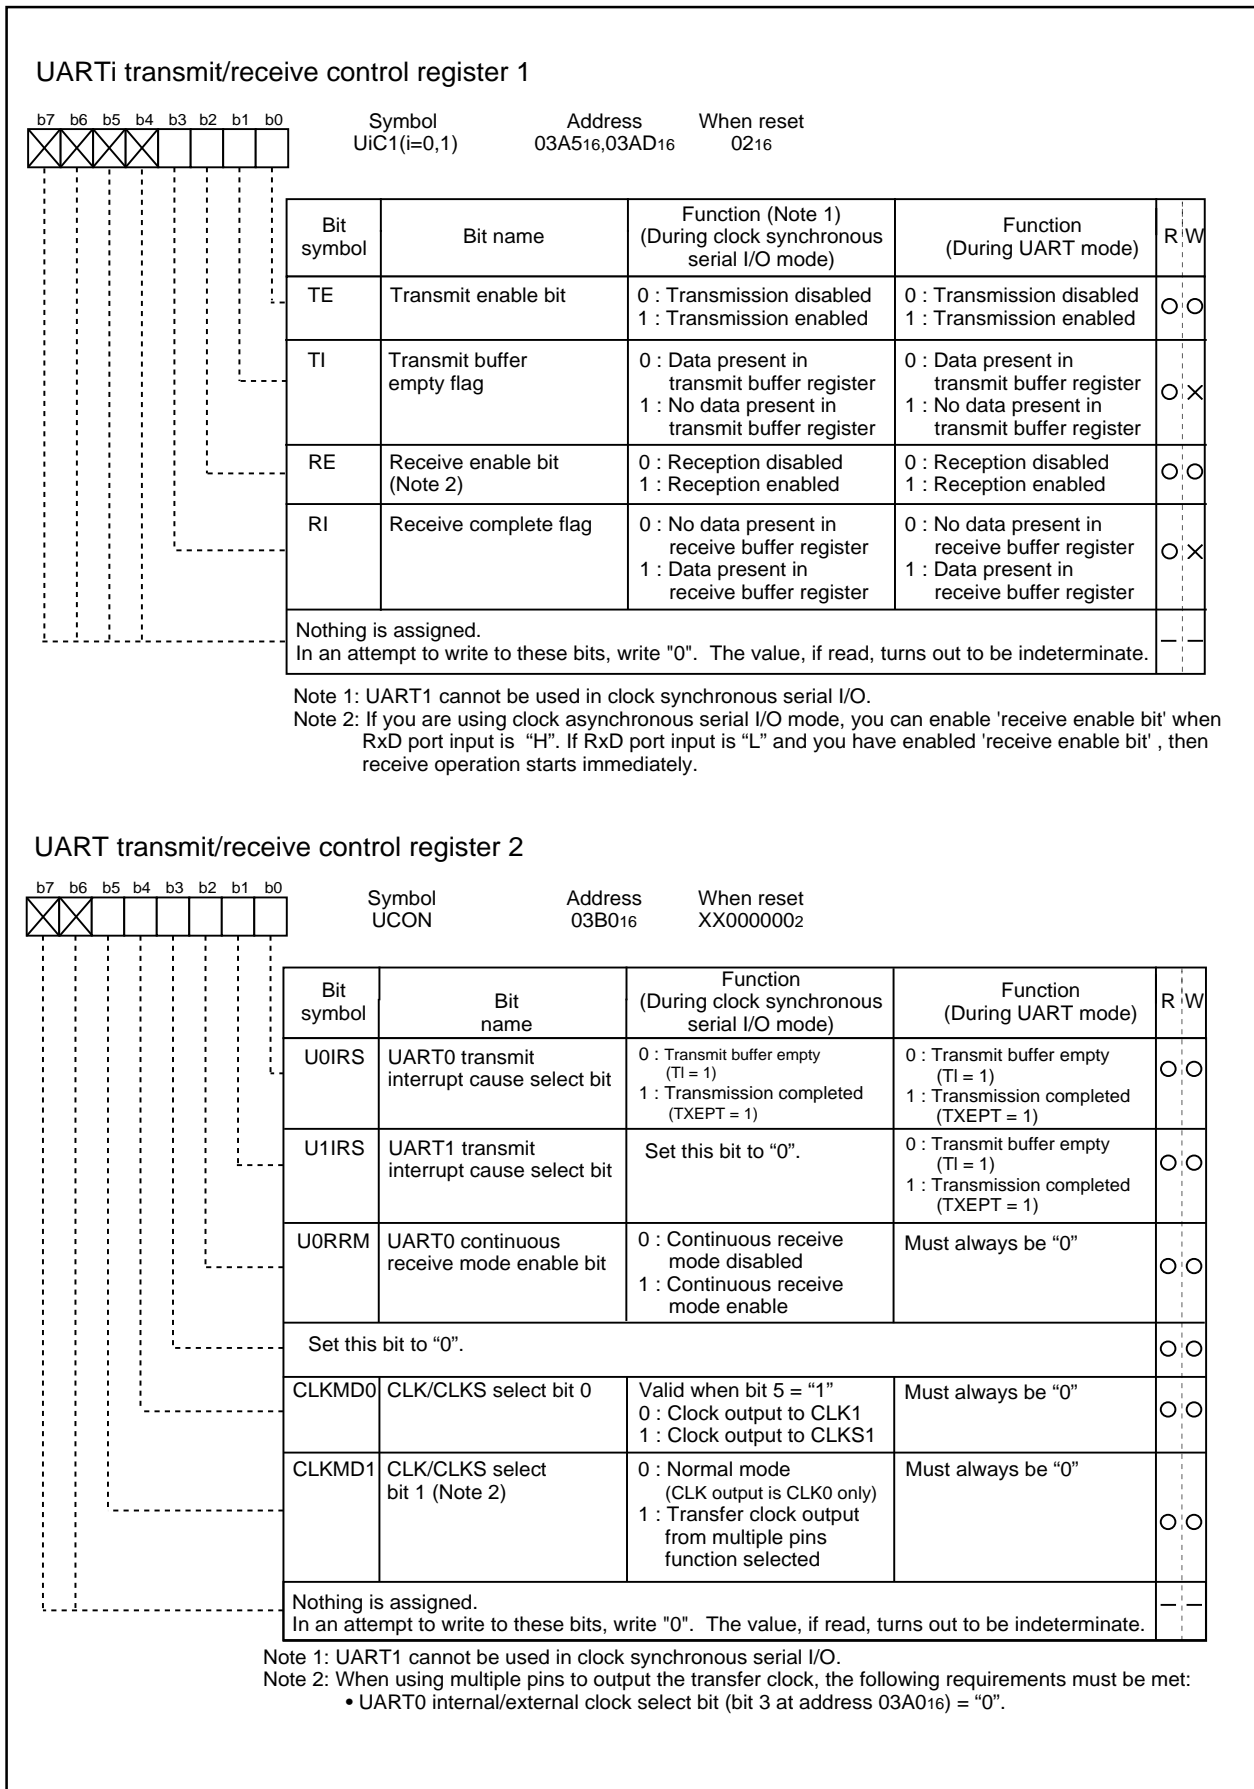 UARTi transmit/receive control register 1
b7 b6 b5 b4 b3 b2 b1 b0
Symbol Address When reset
UiC1(i=0,1) 03A516,03AD16 0216
Bit symbol Bit name Function (Note 1) (During clock synchronous serial I/O mode) Function (During UART mode) R W
TE Transmit enable bit 0 : Transmission disabled 0 : Transmission disabled
1 : Transmission enabled 1 : Transmission enabled
TI Transmit buffer 0 : Data present in 0 : Data present in
empty flag transmit buffer register transmit buffer register
1 : No data present in 1 : No data present in
transmit buffer register transmit buffer register
RE Receive enable bit 0 : Reception disabled 0 : Reception disabled
(Note 2) 1 : Reception enabled 1 : Reception enabled
RI Receive complete flag 0 : No data present in 0 : No data present in
receive buffer register receive buffer register
1 : Data present in 1 : Data present in
receive buffer register receive buffer register
Nothing is assigned.
In an attempt to write to these bits, write "0". The value, if read, turns out to be indeterminate.
Note 1: UART1 cannot be used in clock synchronous serial I/O.
Note 2: If you are using clock asynchronous serial I/O mode, you can enable 'receive enable bit' when
RxD port input is “H”. If RxD port input is “L” and you have enabled 'receive enable bit' , then
receive operation starts immediately.
UART transmit/receive control register 2
b7 b6 b5 b4 b3 b2 b1 b0
Symbol Address When reset
UCON 03B016 XX0000002
Bit symbol Bit name Function (During clock synchronous serial I/O mode) Function (During UART mode) R W
U0IRS UART0 transmit 0 : Transmit buffer empty 0 : Transmit buffer empty
interrupt cause select bit (TI = 1) (TI = 1)
1 : Transmission completed 1 : Transmission completed
(TXEPT = 1) (TXEPT = 1)
U1IRS UART1 transmit Set this bit to “0”. 0 : Transmit buffer empty
interrupt cause select bit (TI = 1)
1 : Transmission completed
(TXEPT = 1)
U0RRM UART0 continuous 0 : Continuous receive Must always be “0”
receive mode enable bit mode disabled
1 : Continuous receive
mode enable
Set this bit to “0”.
CLKMD0 CLK/CLKS select bit 0 Valid when bit 5 = “1” Must always be “0”
0 : Clock output to CLK1
1 : Clock output to CLKS1
CLKMD1 CLK/CLKS select 0 : Normal mode Must always be “0”
bit 1 (Note 2) (CLK output is CLK0 only)
1 : Transfer clock output
from multiple pins
function selected
Nothing is assigned.
In an attempt to write to these bits, write "0". The value, if read, turns out to be indeterminate.
Note 1: UART1 cannot be used in clock synchronous serial I/O.
Note 2: When using multiple pins to output the transfer clock, the following requirements must be met:
• UART0 internal/external clock select bit (bit 3 at address 03A016) = “0”.